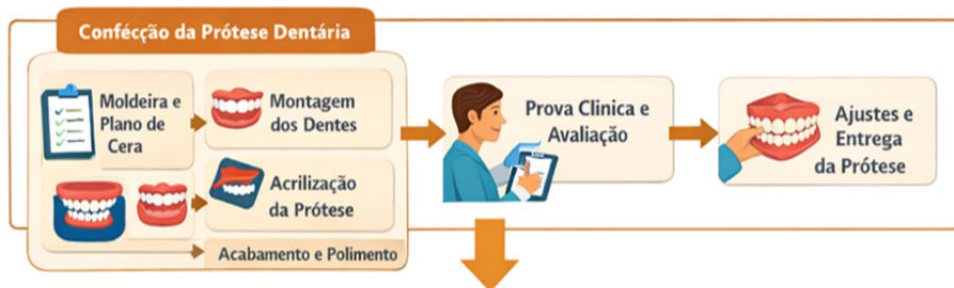 Confécção da Prótese Dentária
Moldeira e
Plano de
Cera
Montagem
dos Dentes
Acrilização
da Prótese
Acabamento e Polimento
Prova Clinica e
Avaliação
Ajustes e
Entrega
da Prótese